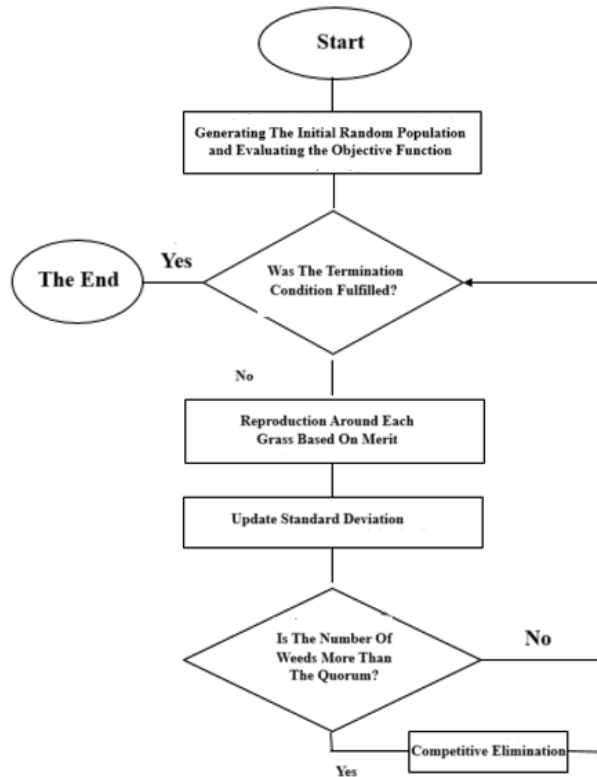 Start
Generating The Initial Random Population
and Evaluating the Objective Function
Was The Termination
Condition Fulfilled?
Yes
The End
No
Reproduction Around Each
Grass Based On Merit
Update Standard Deviation
Is The Number Of
Weeds More Than
The Quorum?
No
Yes
Competitive Elimination